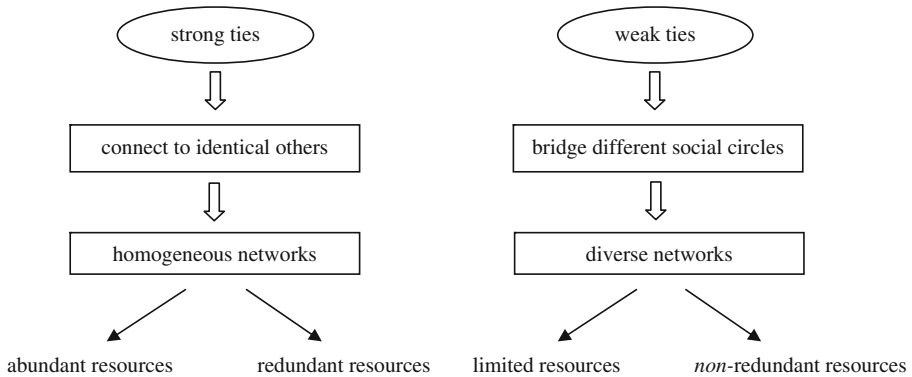 strong ties
weak ties
connect to identical others
bridge different social circles
homogeneous networks
diverse networks
abundant resources
redundant resources
limited resources
non-redundant resources